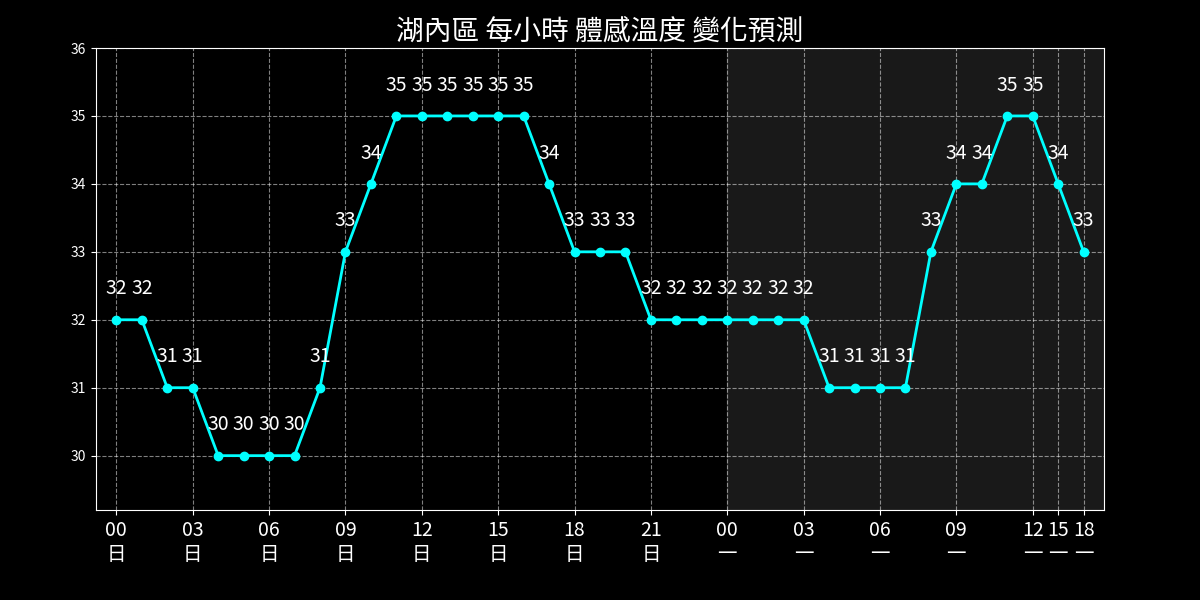 湖內區 每小時 體感溫度 變化預測
36
35
34
33
32
31
30
35 35 35 35 35 35 35 35
34 34 34 34 34
33 33 33 33 33 33
32 32 32 32 32 32 32 32 32
31 31 31 31 31 31 31
30 30 30 30
00 03 06 09 12 15 18 21 00 03 06 09 12 15 18
日 日 日 日 日 日 日 日 一 一 一 一 一 一 一